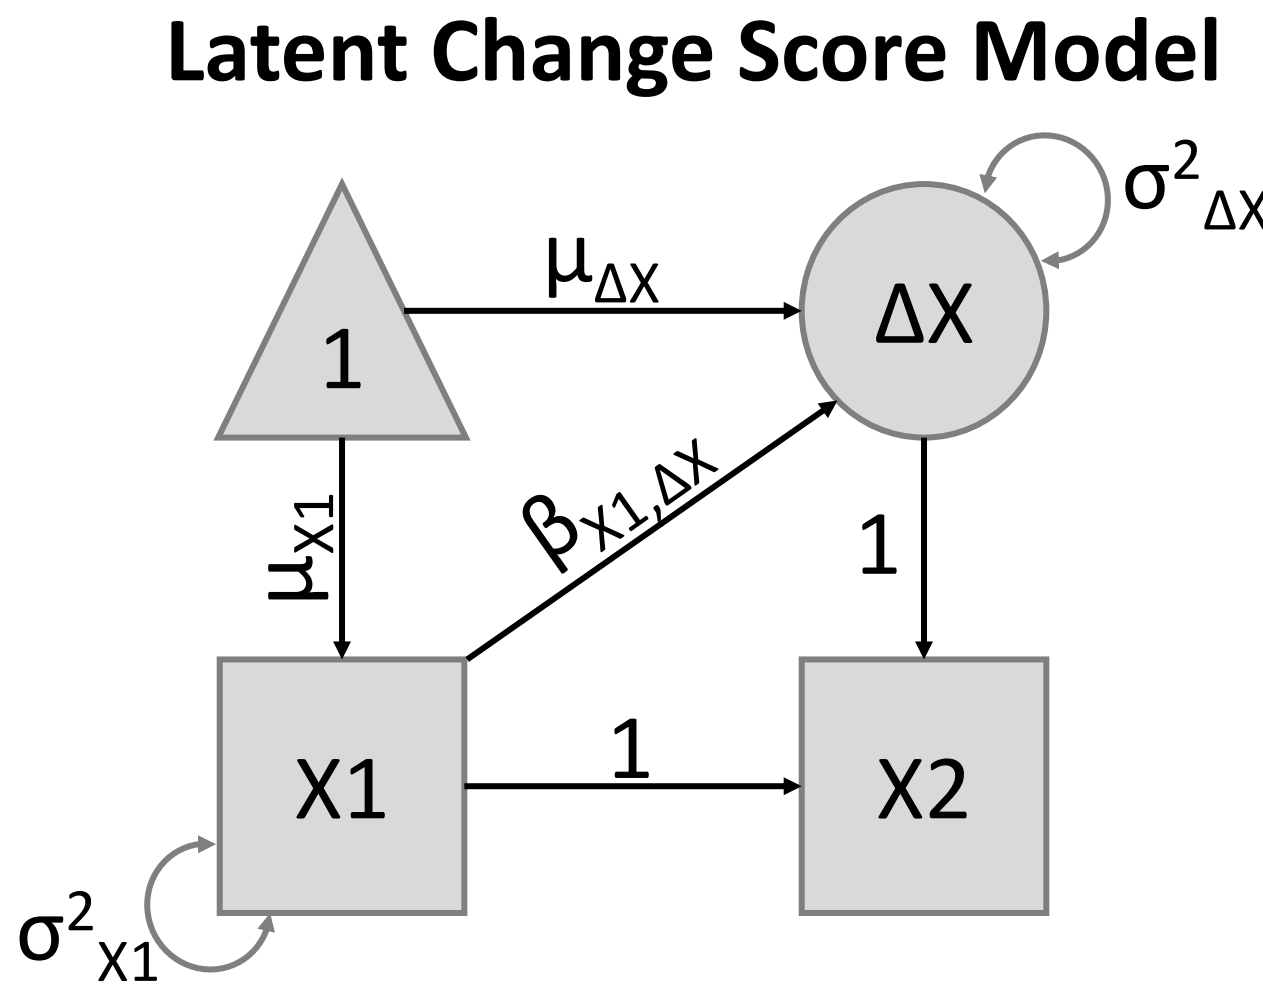 Latent Change Score Model
σ²ΔX
μΔX
ΔX
1
μX1
βX1,ΔX
1
1
X1
X2
σ²X1